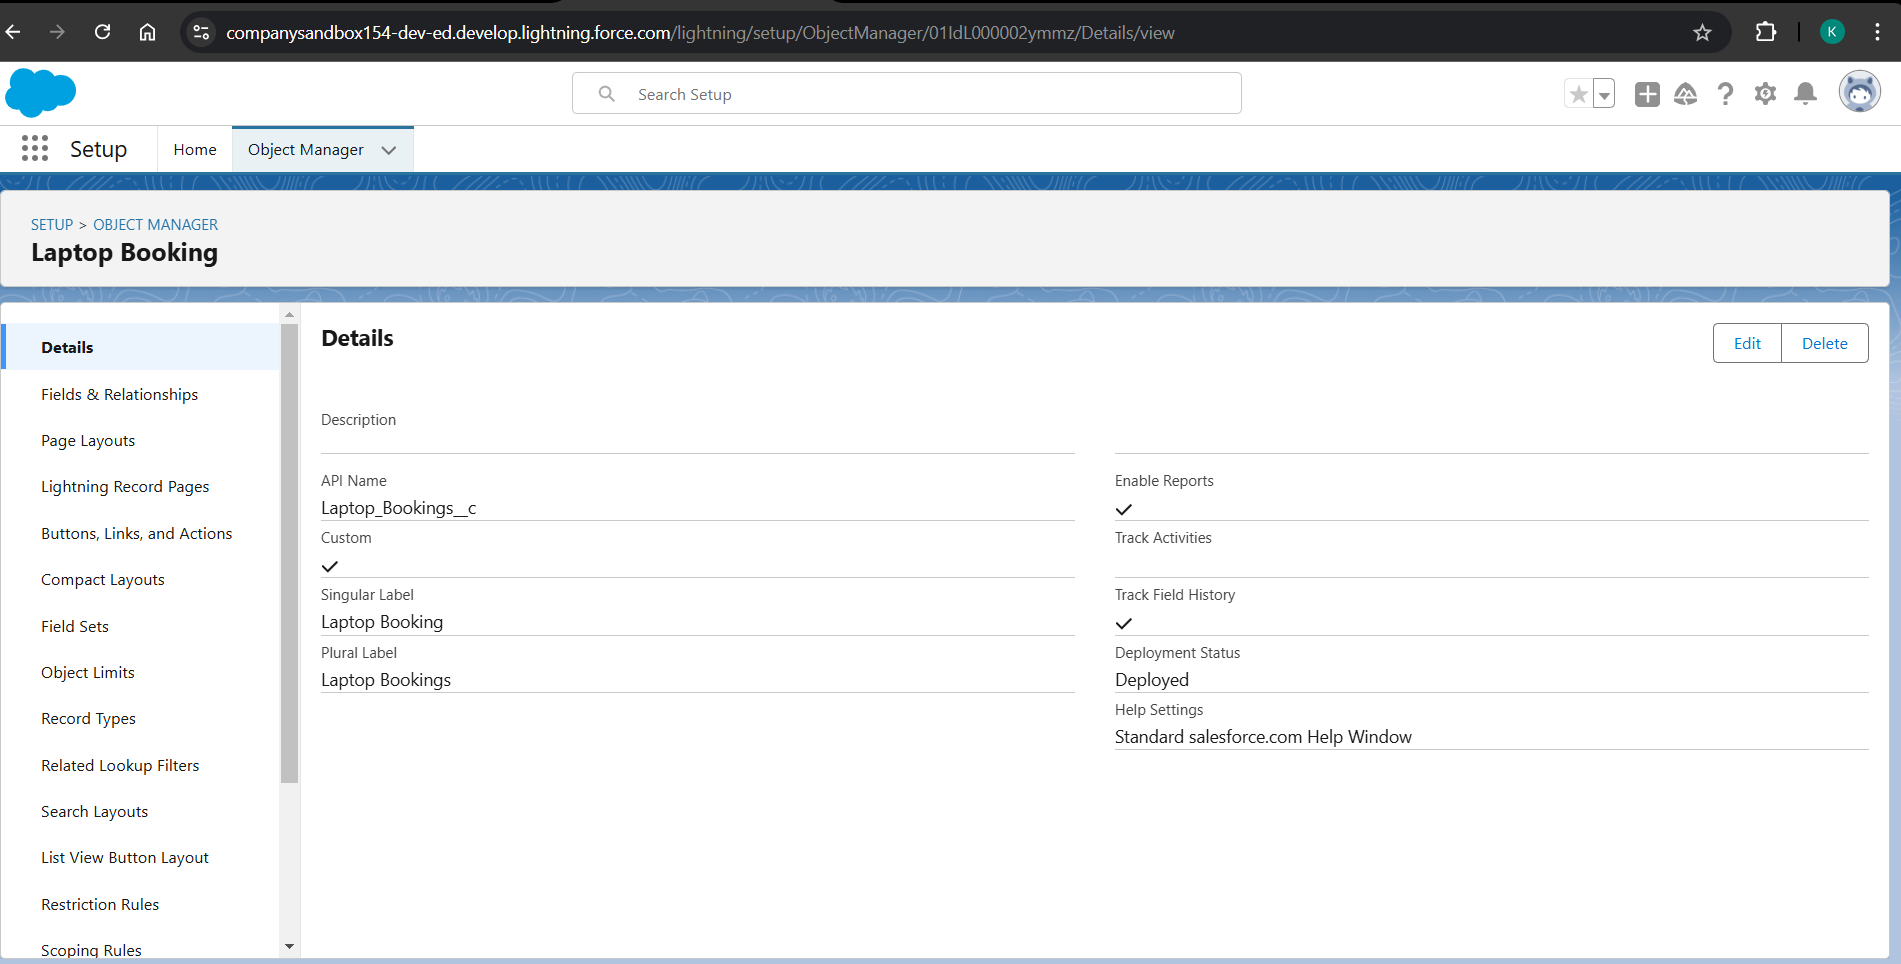 companysandbox154-dev-ed.develop.lightning.force.com/lightning/setup/ObjectManager/01IdL000002ymmz/Details/view
K
Search Setup
Setup
Home
Object Manager
SETUP > OBJECT MANAGER
Laptop Booking
Details
Fields & Relationships
Page Layouts
Lightning Record Pages
Buttons, Links, and Actions
Compact Layouts
Field Sets
Object Limits
Record Types
Related Lookup Filters
Search Layouts
List View Button Layout
Restriction Rules
Scoping Rules
Details
Edit
Delete
Description
API Name
Laptop_Bookings__c
Custom
Singular Label
Laptop Booking
Plural Label
Laptop Bookings
Enable Reports
Track Activities
Track Field History
Deployment Status
Deployed
Help Settings
Standard salesforce.com Help Window